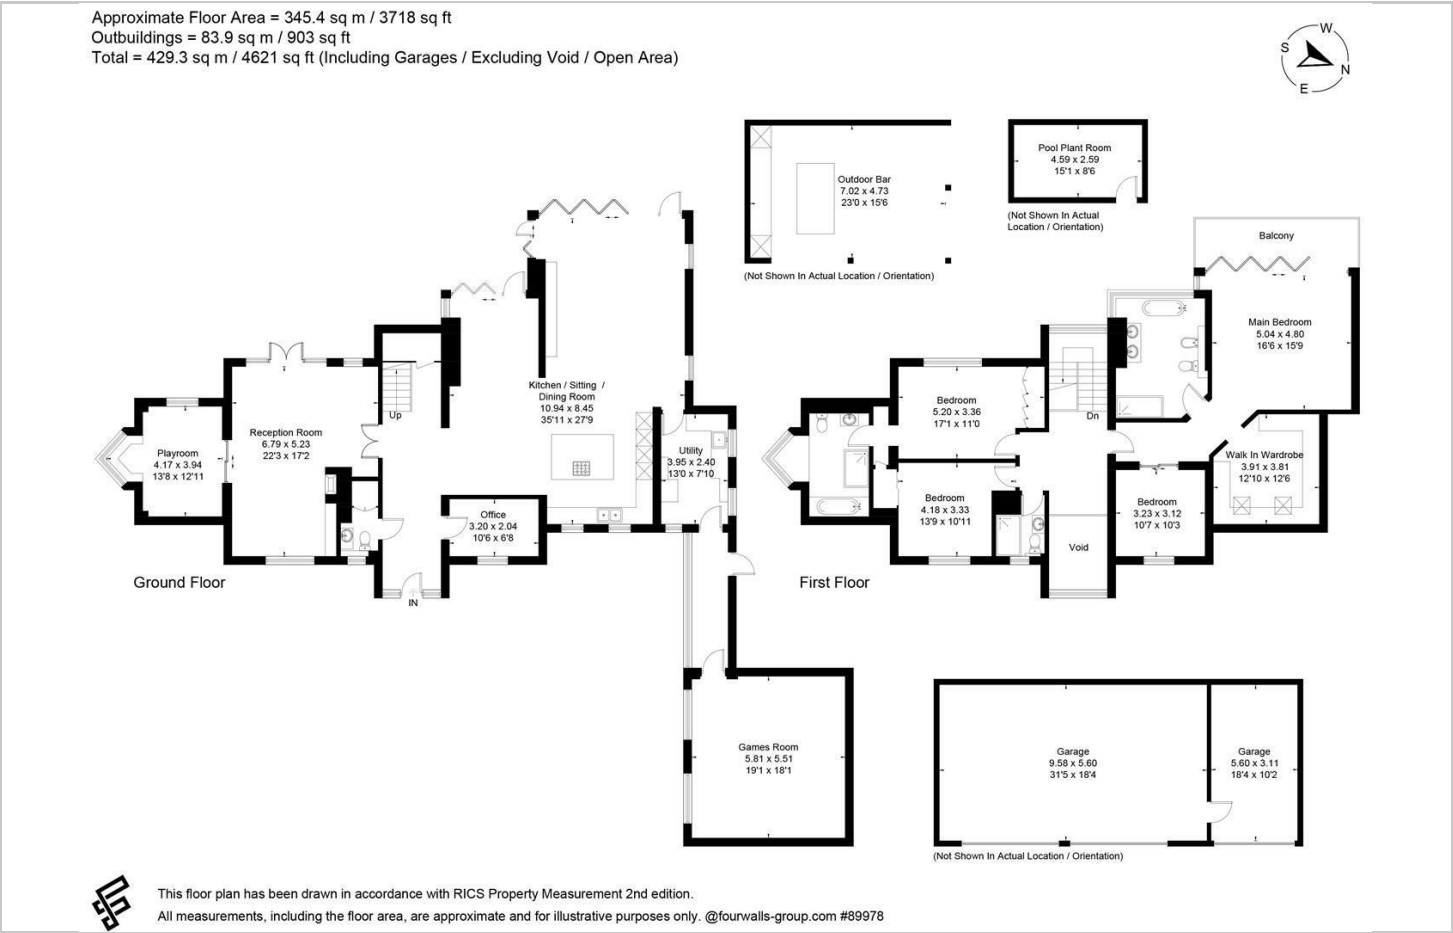 Approximate Floor Area = 345.4 sq m / 3718 sq ft
Outbuildings = 83.9 sq m / 903 sq ft
Total = 429.3 sq m / 4621 sq ft (Including Garages / Excluding Void / Open Area)
W
S
N
E
Outdoor Bar
7.02 x 4.73
23'0 x 15'6
(Not Shown In Actual Location / Orientation)
Pool Plant Room
4.59 x 2.59
15'1 x 8'6
(Not Shown In Actual
Location / Orientation)
Kitchen / Sitting /
Dining Room
10.94 x 8.45
35'11 x 27'9
Up
Reception Room
6.79 x 5.23
22'3 x 17'2
Playroom
4.17 x 3.94
13'8 x 12'11
Utility
3.95 x 2.40
13'0 x 7'10
Office
3.20 x 2.04
10'6 x 6'8
Ground Floor
IN
Games Room
5.81 x 5.51
19'1 x 18'1
Balcony
Main Bedroom
5.04 x 4.80
16'6 x 15'9
Bedroom
5.20 x 3.36
17'1 x 11'0
Dn
Walk In Wardrobe
3.91 x 3.81
12'10 x 12'6
Bedroom
4.18 x 3.33
13'9 x 10'11
Bedroom
3.23 x 3.12
10'7 x 10'3
Void
First Floor
Garage
9.58 x 5.60
31'5 x 18'4
Garage
5.60 x 3.11
18'4 x 10'2
(Not Shown In Actual Location / Orientation)
This floor plan has been drawn in accordance with RICS Property Measurement 2nd edition.
All measurements, including the floor area, are approximate and for illustrative purposes only. @fourwalls-group.com #89978